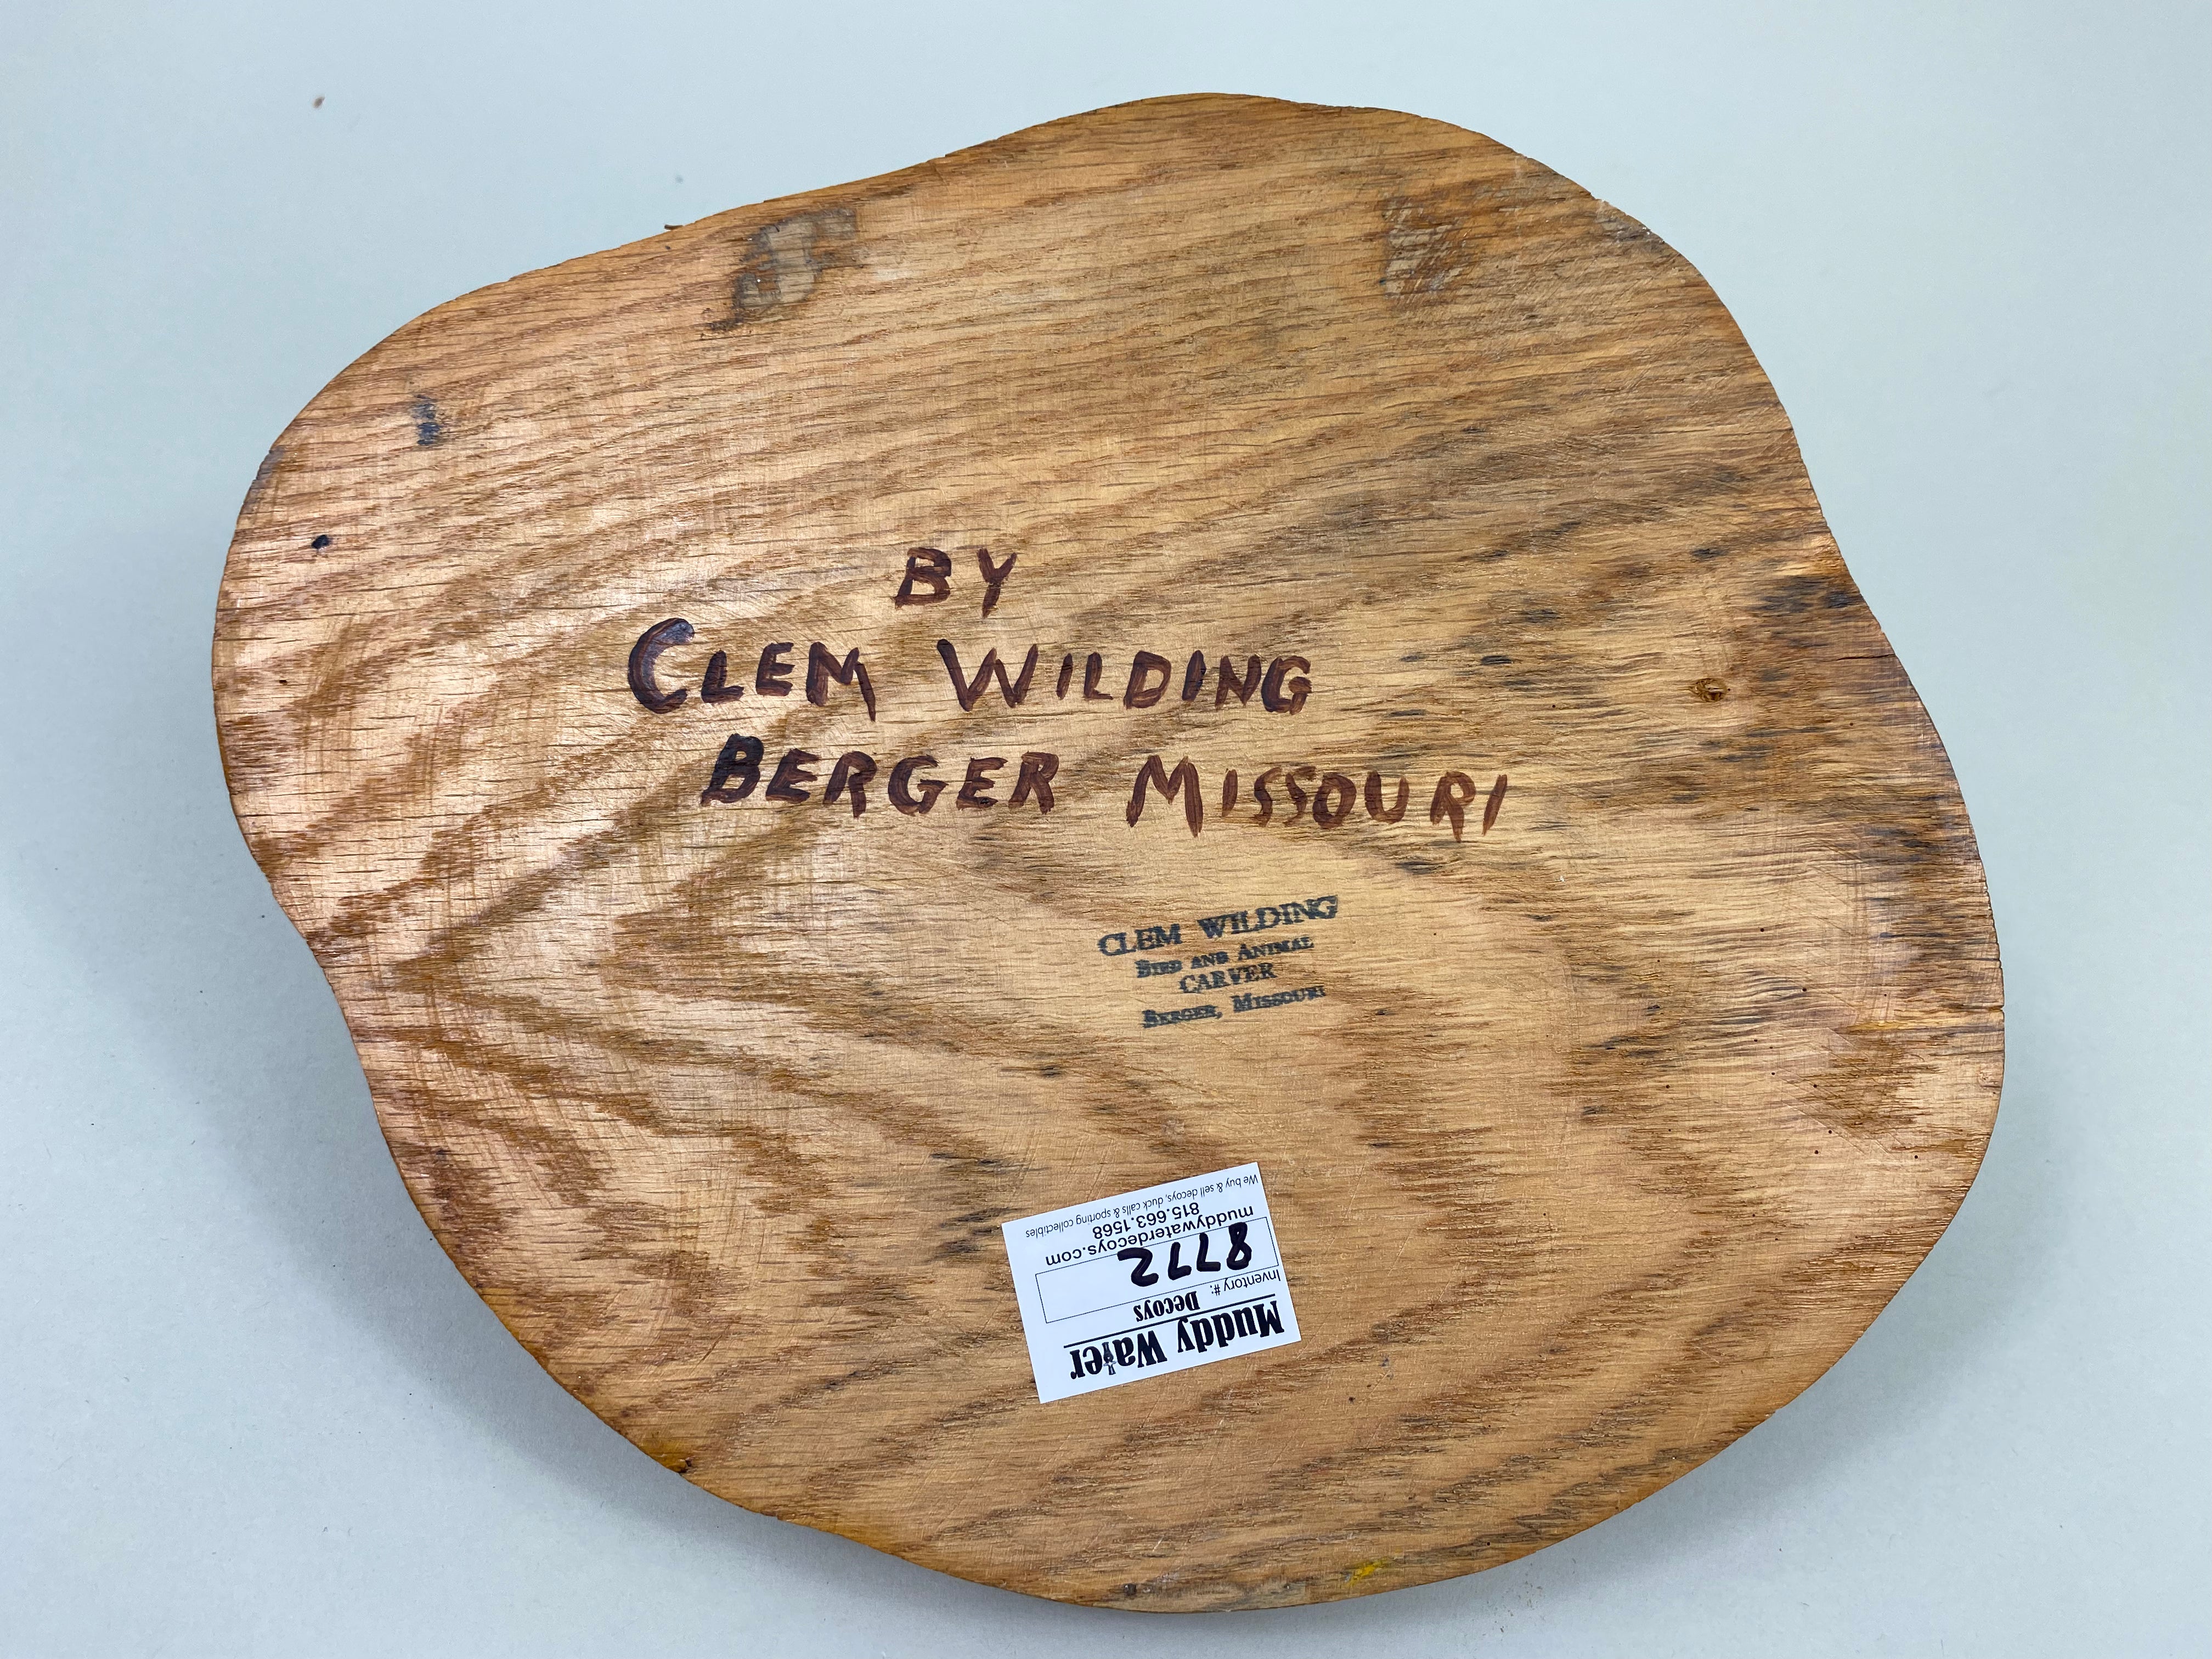 BY
CLEM WILDING
BERGER MISSOURI
CLEM WILDING
BIRD AND ANIMAL
CARVER
BERGER, MISSOURI
Muddy Water
Decoys
Inventory #:
8772
muddywaterdecoys.com
815.663.1568
We buy & sell decoys, duck calls & sporting collectibles